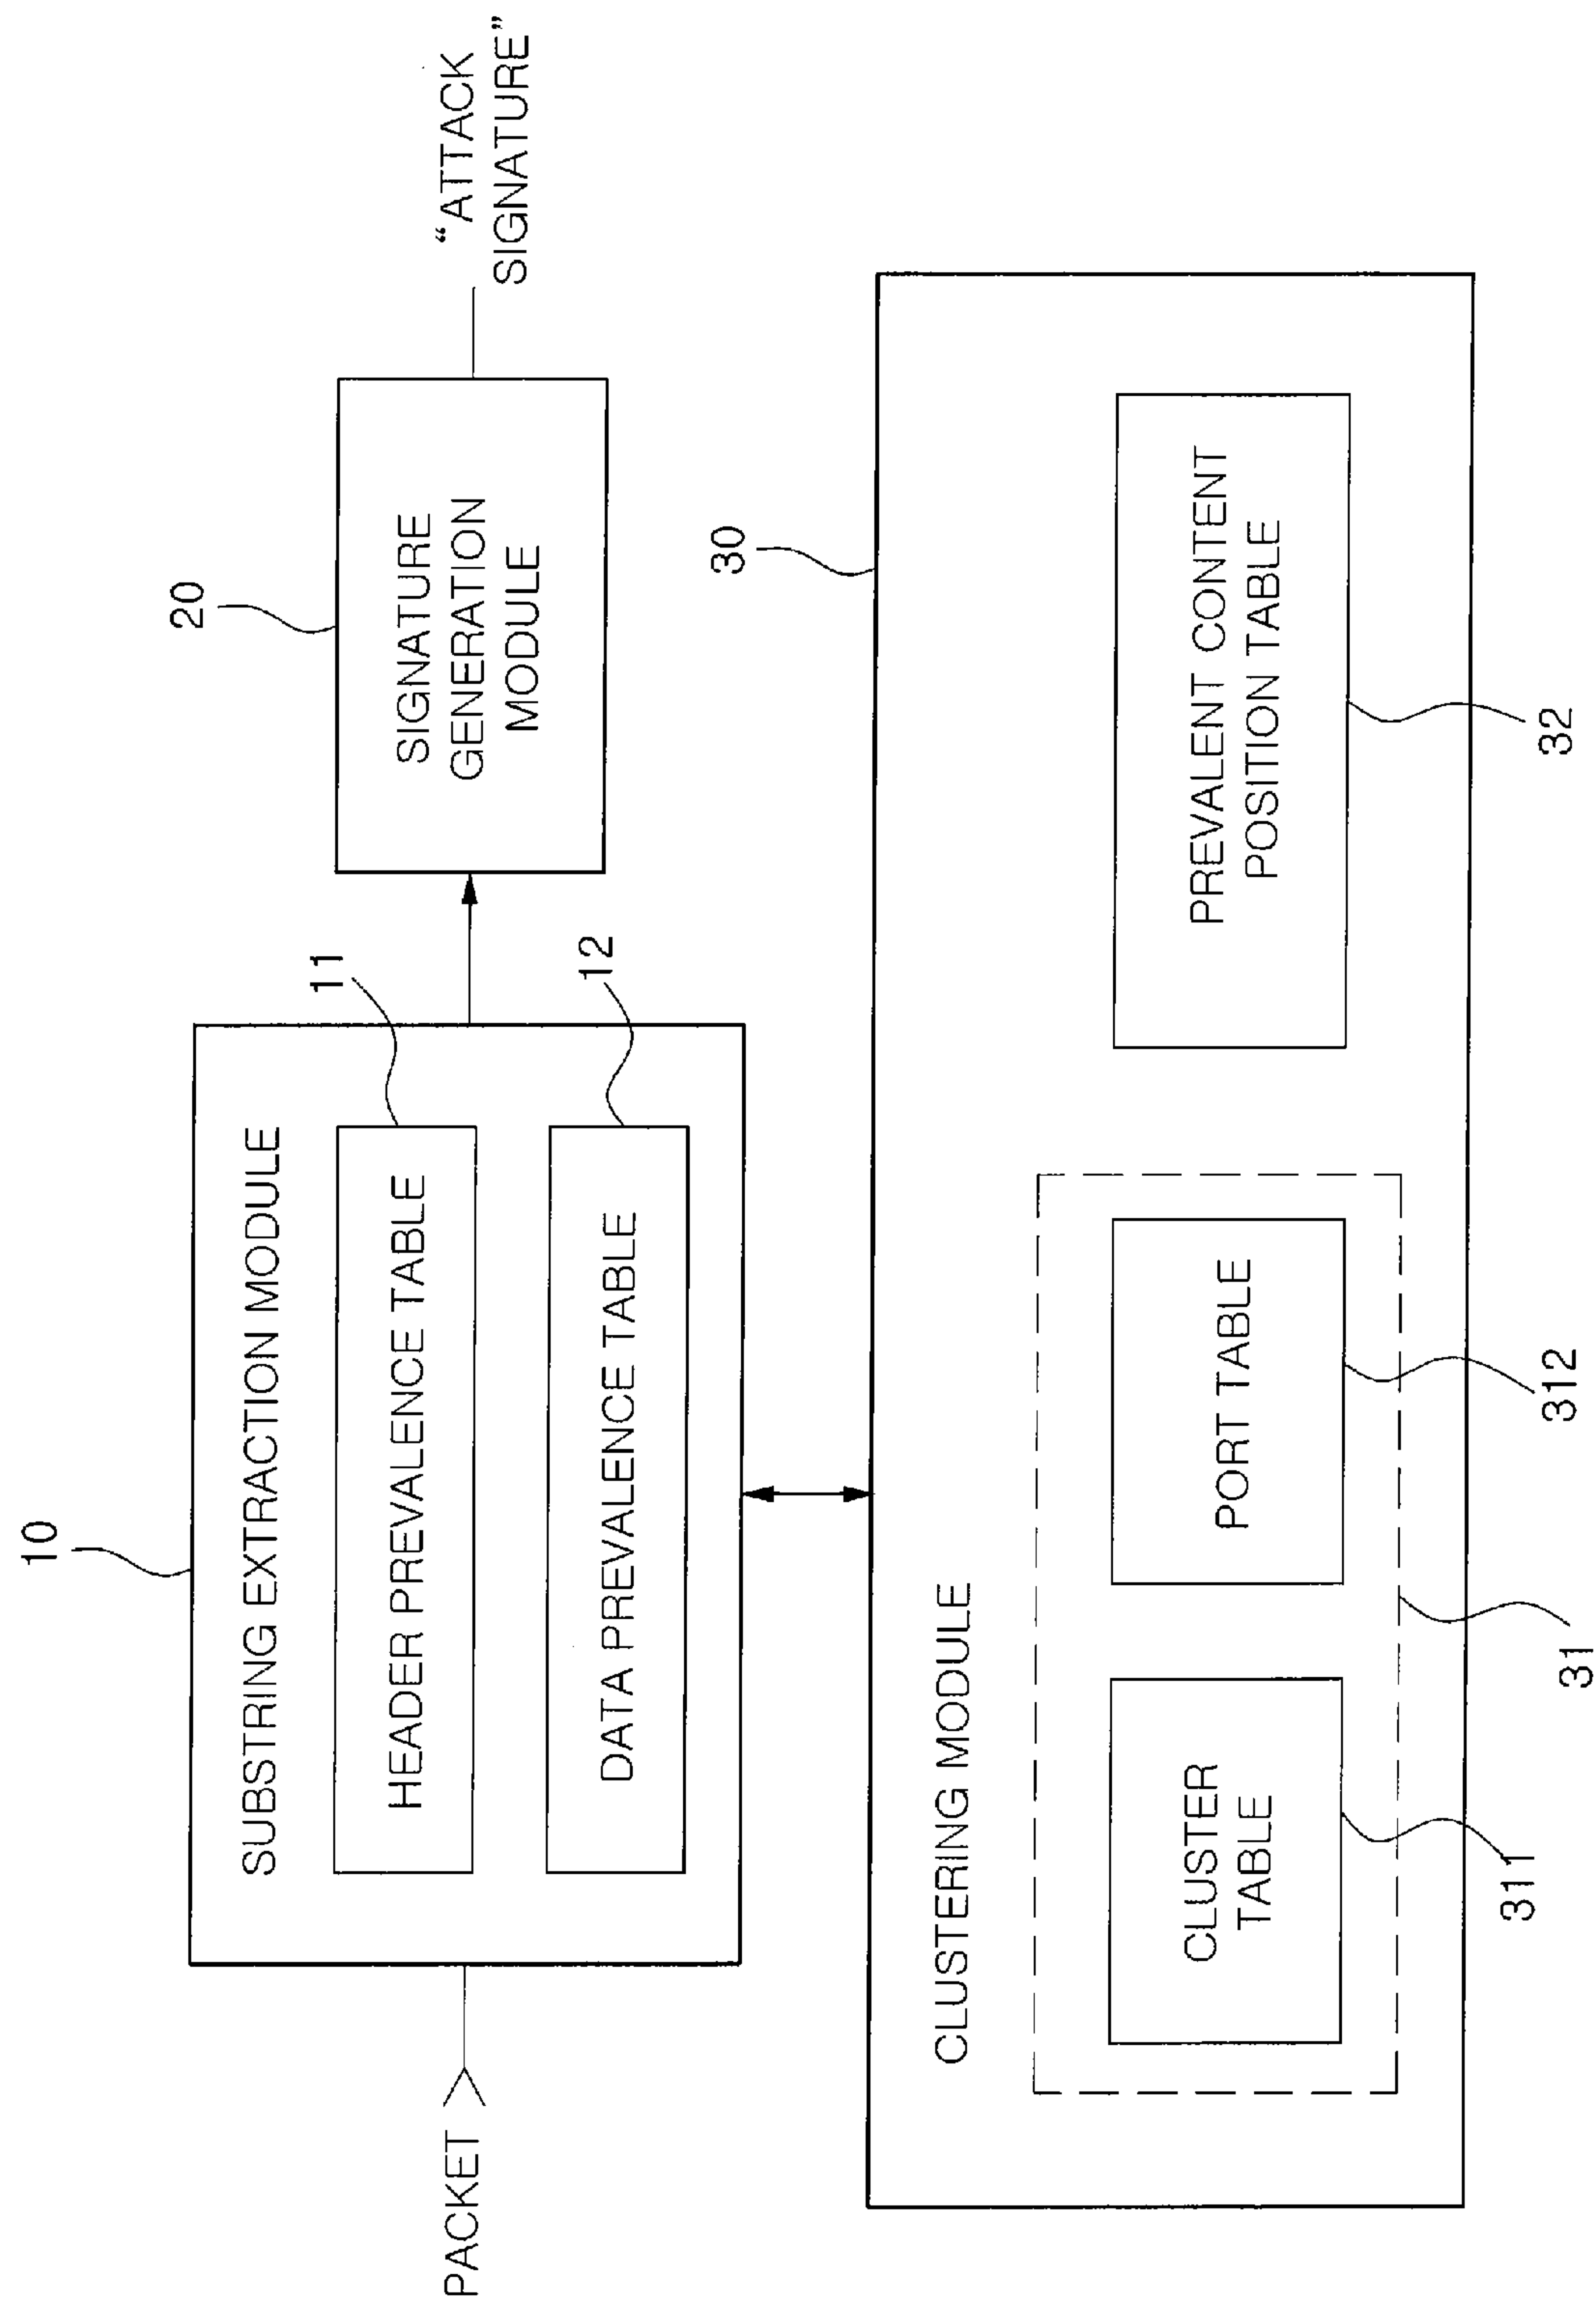 10
SUBSTRING EXTRACTION MODULE
11
HEADER PREVALENCE TABLE
12
DATA PREVALENCE TABLE
PACKET
20
SIGNATURE
GENERATION
MODULE
“ATTACK
SIGNATURE”
30
CLUSTERING MODULE
CLUSTER
TABLE
PORT TABLE
PREVALENT CONTENT
POSITION TABLE
311
31
312
32